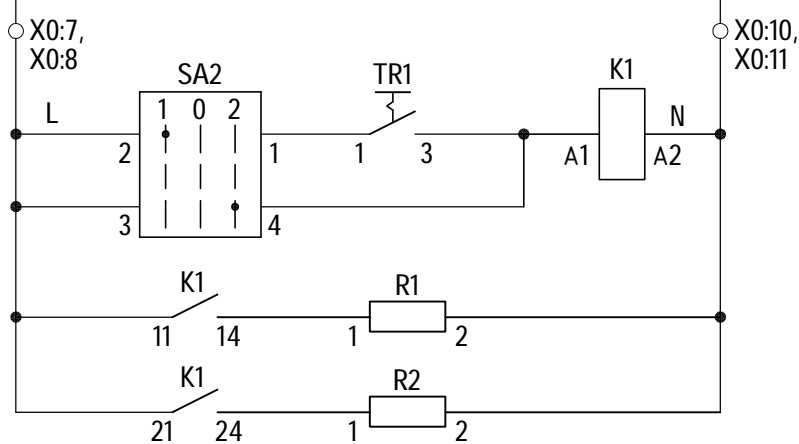 X0:7,
X0:8
X0:10,
X0:11
SA2
TR1
K1
L
1 0 2
N
2
1
1
3
A1
A2
3
4
K1
R1
11
14
1
2
K1
R2
21
24
1
2